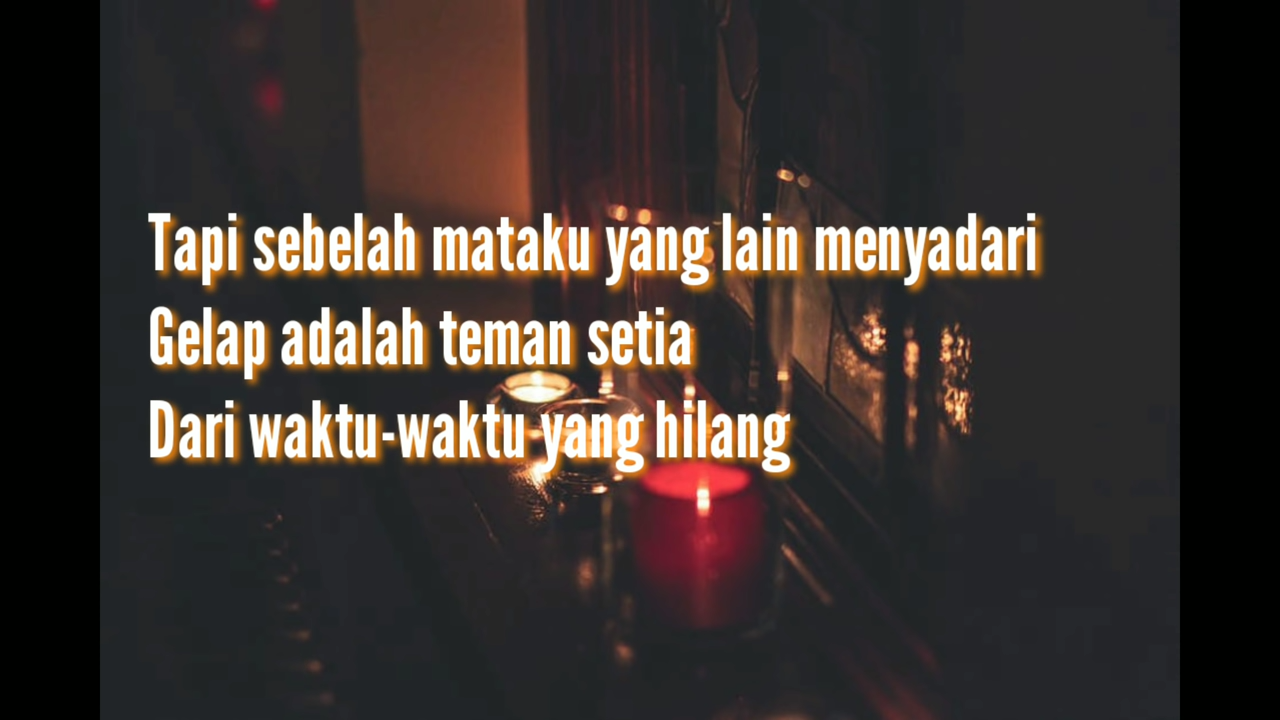 Tapi sebelah mataku yang lain menyadari
Gelap adalah teman setia
Dari waktu-waktu yang hilang